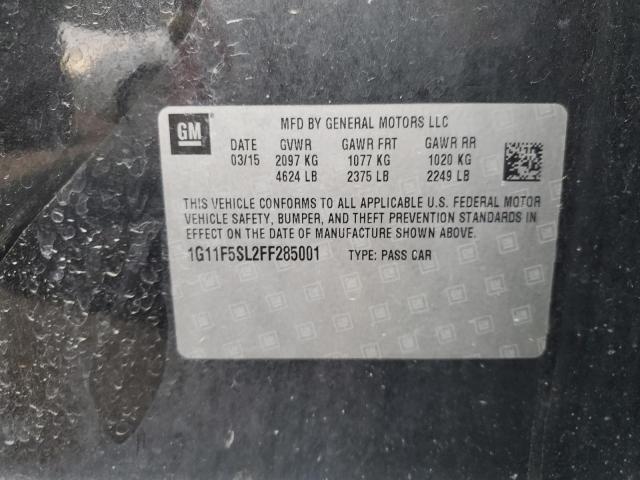 GM
MFD BY GENERAL MOTORS LLC
DATE GVWR GAWR FRT GAWR RR
03/15 2097 KG 1077 KG 1020 KG
4624 LB 2375 LB 2249 LB
THIS VEHICLE CONFORMS TO ALL APPLICABLE U.S. FEDERAL MOTOR
VEHICLE SAFETY, BUMPER, AND THEFT PREVENTION STANDARDS IN
EFFECT ON THE DATE OF MANUFACTURE SHOWN ABOVE.
1G11F5SL2FF285001 TYPE: PASS CAR